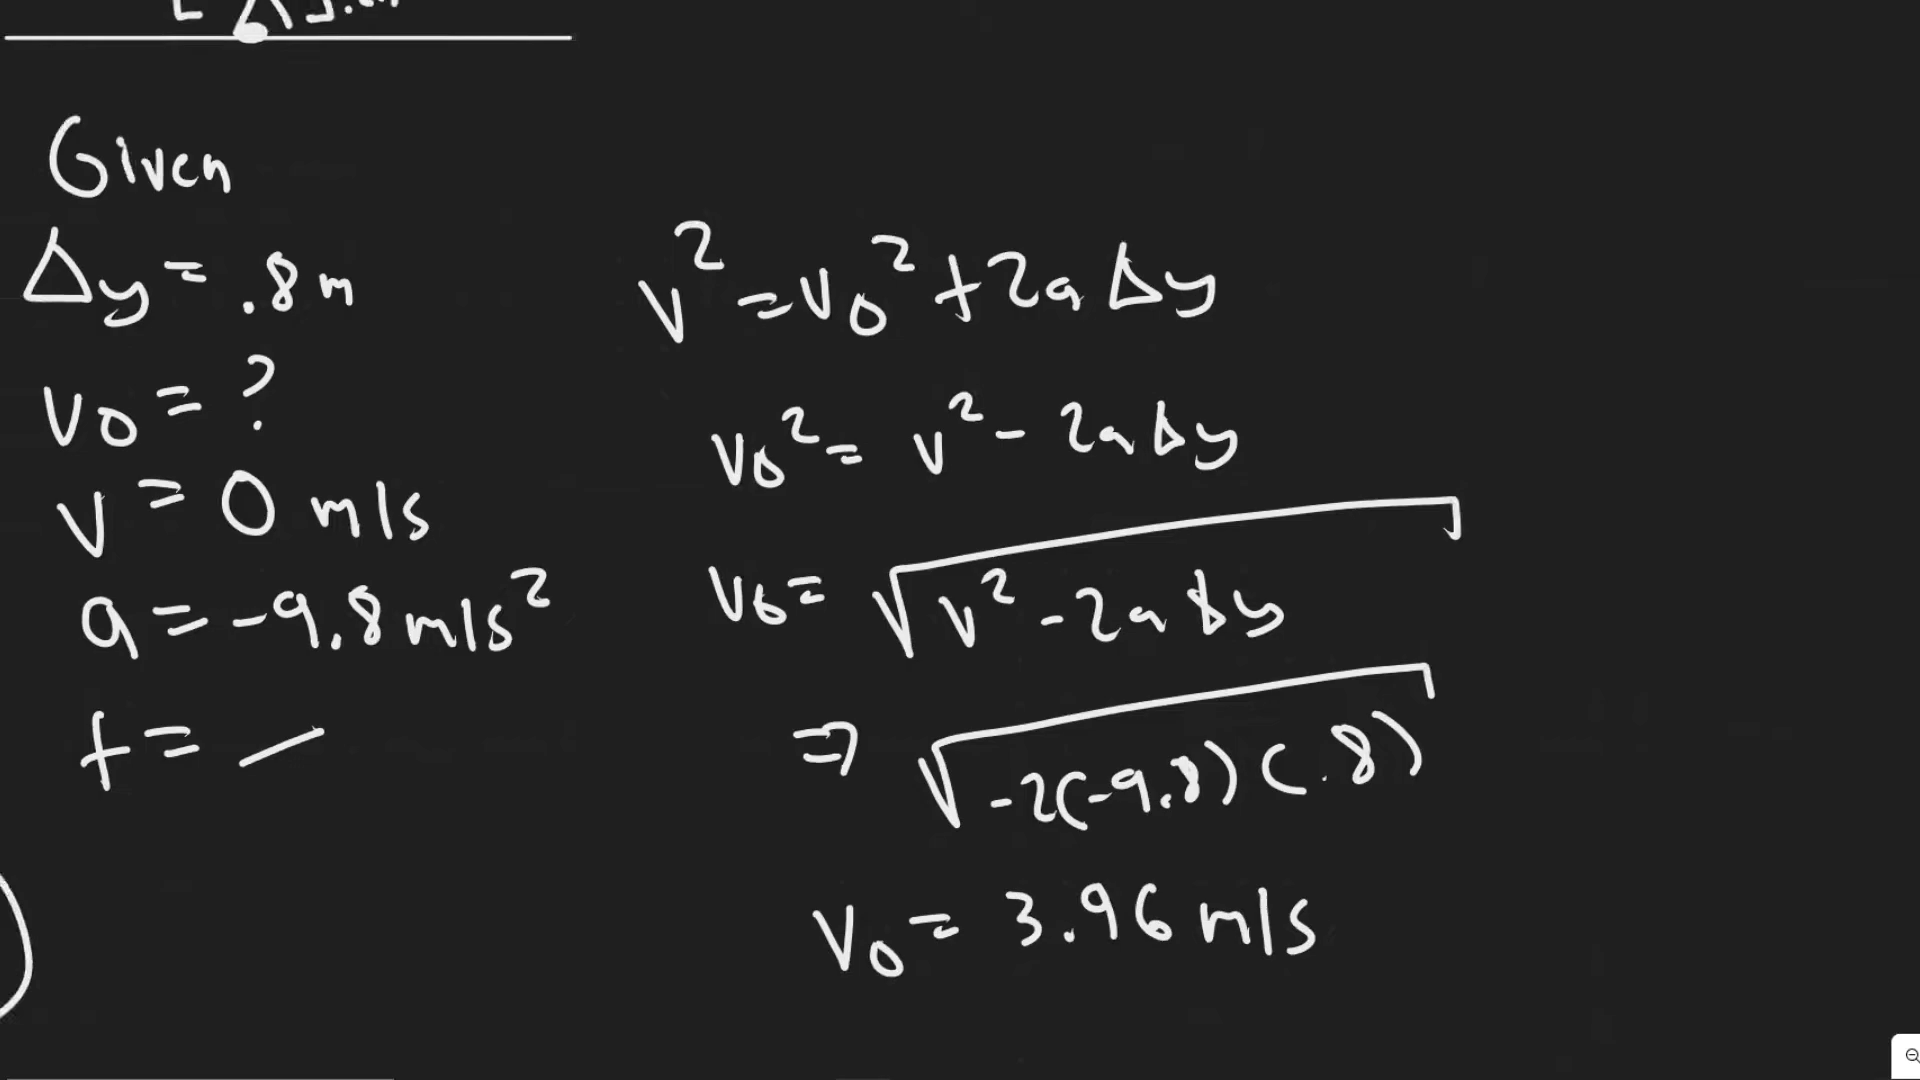 Given
Δy = .8 m
v₀ = ?
v = 0 m/s
a = -9.8 m/s²
t = —
v² = v₀² + 2aΔy
v₀² = v² - 2aΔy
v₀ = √(v² - 2aΔy)
⇒ √-2(-9.8)(.8)
v₀ = 3.96 m/s